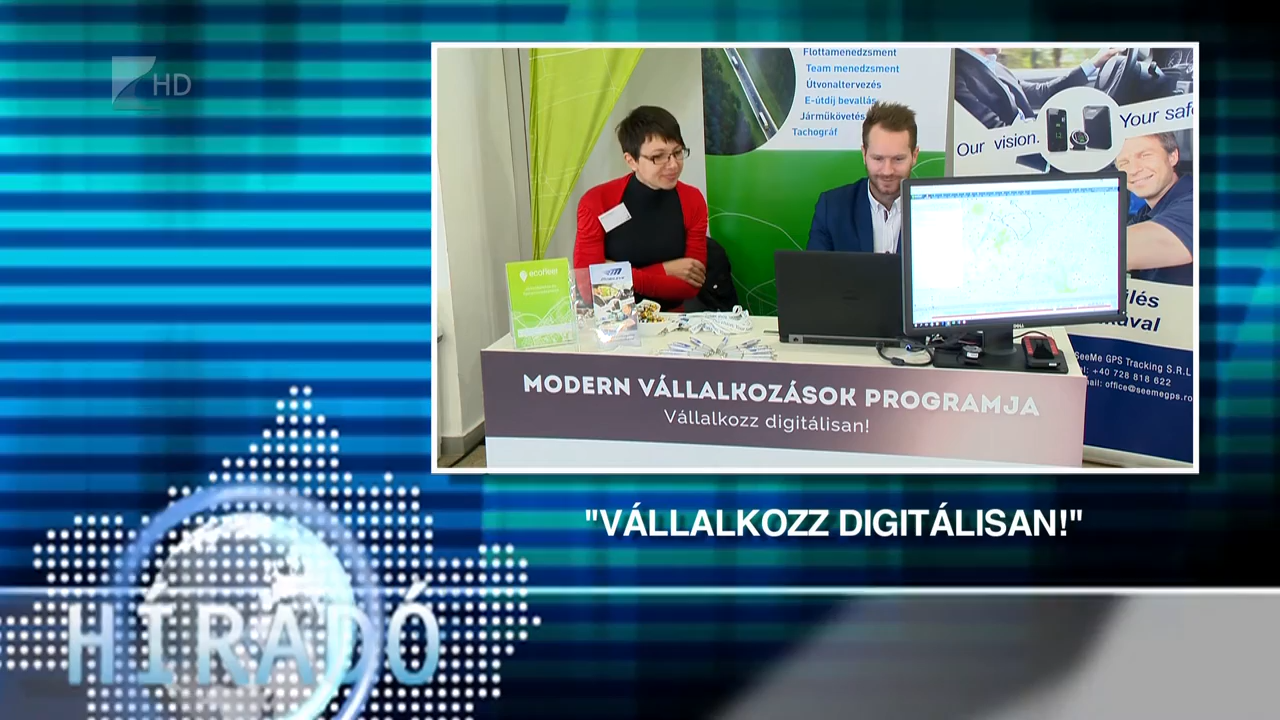 HD
Flottamenedzsment
Team menedzsment
Útvonaltervezés
E-útdíj bevallás
Járműkövetés
Tachográf
Our vision.
Your safe
ecofleet
MODERN VÁLLALKOZÁSOK PROGRAMJA
Vállalkozz digitálisan!
SeeMe GPS Tracking S.R.L
+40 728 818 622
office@seemegps.ro
"VÁLLALKOZZ DIGITÁLISAN!"
HÍRADÓ